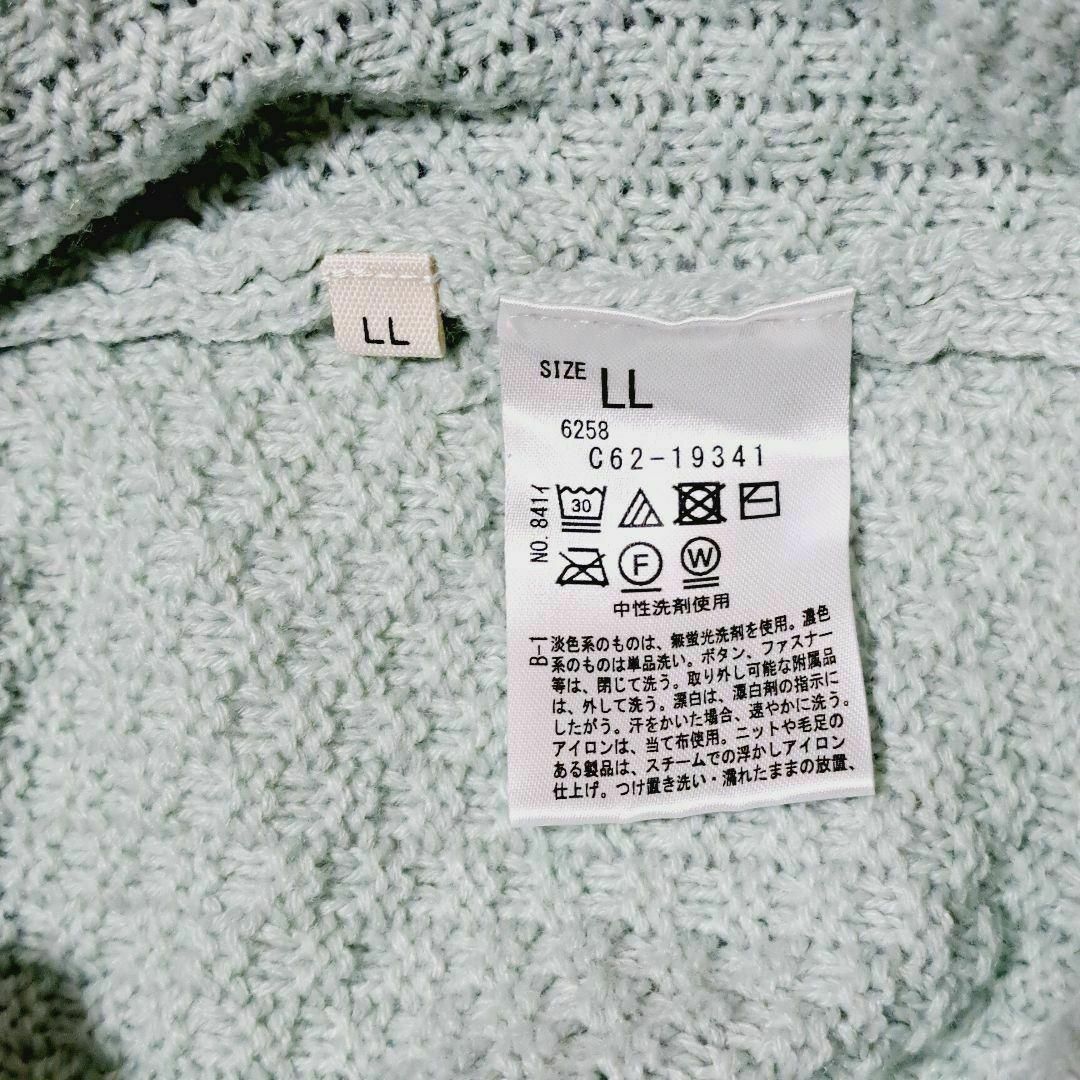 LL
SIZE LL
6258
C62-19341
NO.841イ
30
F W
中性洗剤使用
B-1
淡色系のものは、無蛍光洗剤を使用。濃色
系のものは単品洗い。ボタン、ファスナー
等は、閉じて洗う。取り外し可能な附属品
は、外して洗う。漂白は、漂白剤の指示に
したがう。汗をかいた場合、速やかに洗う。
アイロンは、当て布使用。ニットや毛足の
ある製品は、スチームでの浮かしアイロン
仕上げ。つけ置き洗い・濡れたままの放置、